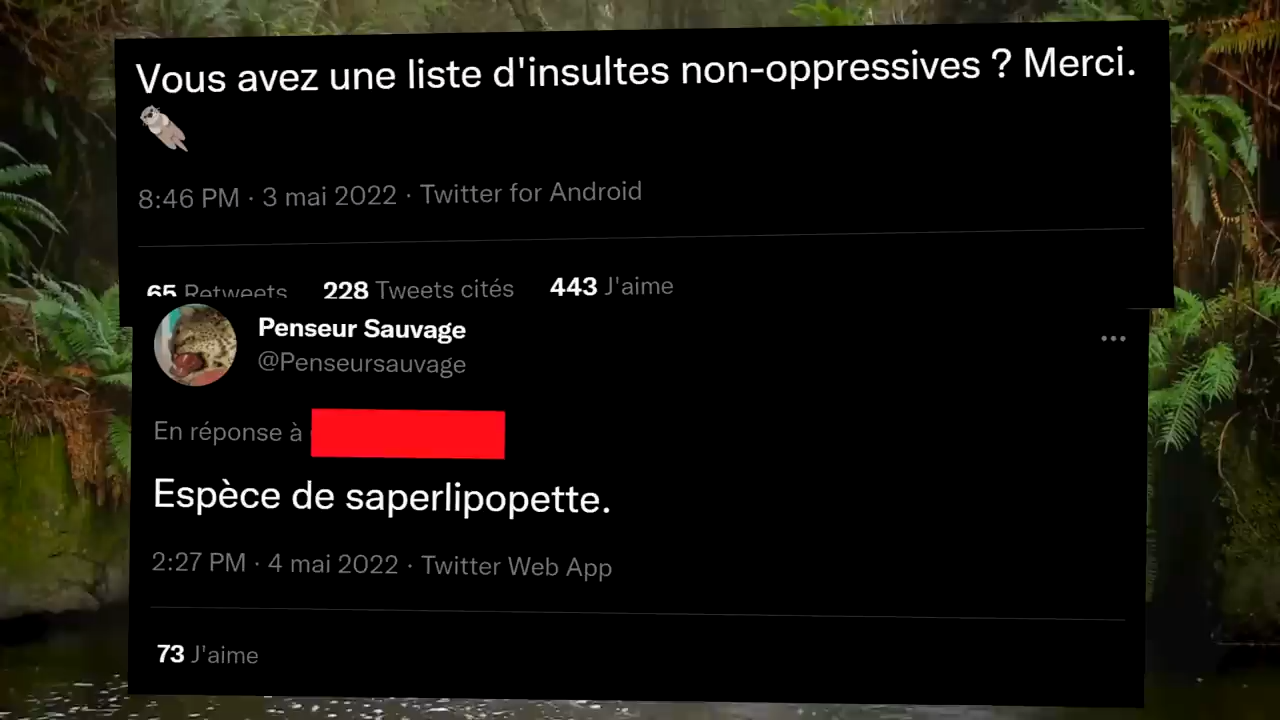 Vous avez une liste d'insultes non-oppressives ? Merci.
8:46 PM · 3 mai 2022 · Twitter for Android
65 Retweets 228 Tweets cités 443 J'aime
Penseur Sauvage
@Penseursauvage
En réponse à
Espèce de saperlipopette.
2:27 PM · 4 mai 2022 · Twitter Web App
73 J'aime